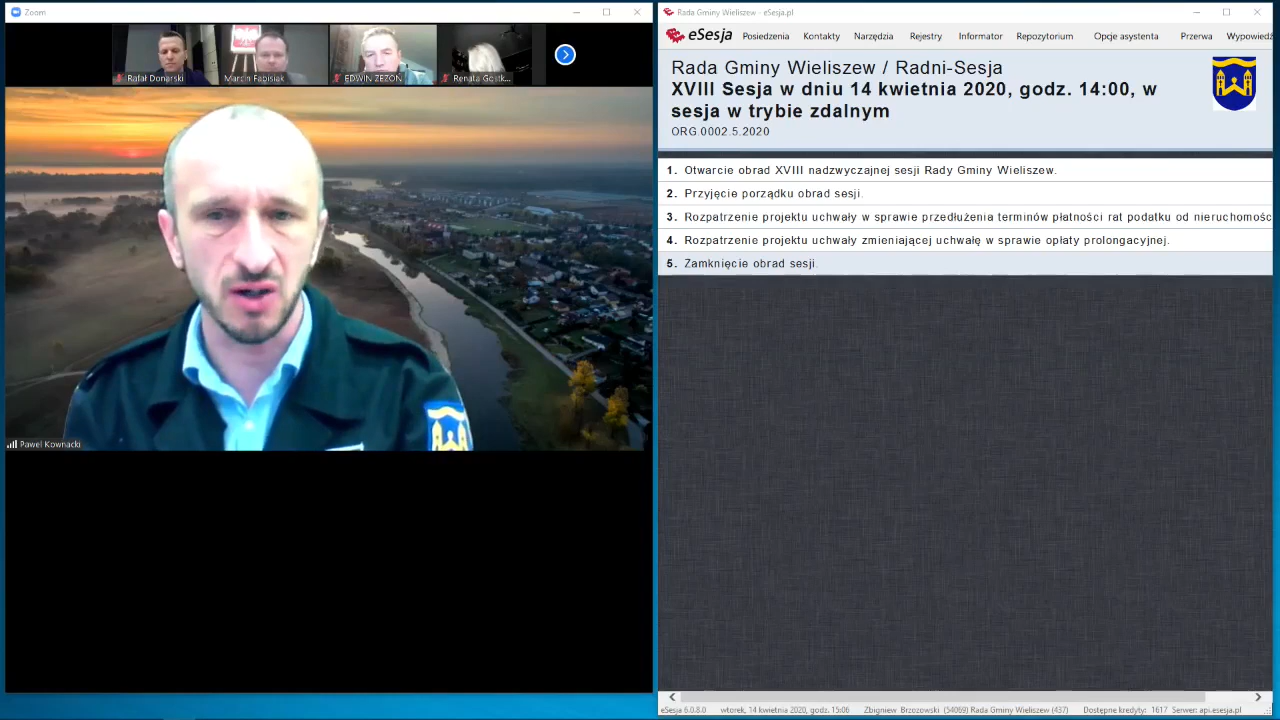 Zoom
Rafał Donarski
Marcin Fabisiak
EDWIN ZEZOŃ
Renata Gostk...
Paweł Kownacki
Rada Gminy Wieliszew - eSesja.pl
eSesja Posiedzenia Kontakty Narzędzia Rejestry Informator Repozytorium Opcje asystenta Przerwa Wypowiedź
Rada Gminy Wieliszew / Radni-Sesja
XVIII Sesja w dniu 14 kwietnia 2020, godz. 14:00, w
sesja w trybie zdalnym
ORG.0002.5.2020
1. Otwarcie obrad XVIII nadzwyczajnej sesji Rady Gminy Wieliszew.
2. Przyjęcie porządku obrad sesji.
3. Rozpatrzenie projektu uchwały w sprawie przedłużenia terminów płatności rat podatku od nieruchomośc
4. Rozpatrzenie projektu uchwały zmieniającej uchwałę w sprawie opłaty prolongacyjnej.
5. Zamknięcie obrad sesji.
eSesja 6.0.8.0 wtorek, 14 kwietnia 2020, godz. 15:06 Zbigniew Brzozowski (54069) Rada Gminy Wieliszew (437) Dostępne kredyty: 1617 Serwer: api.esesja.pl